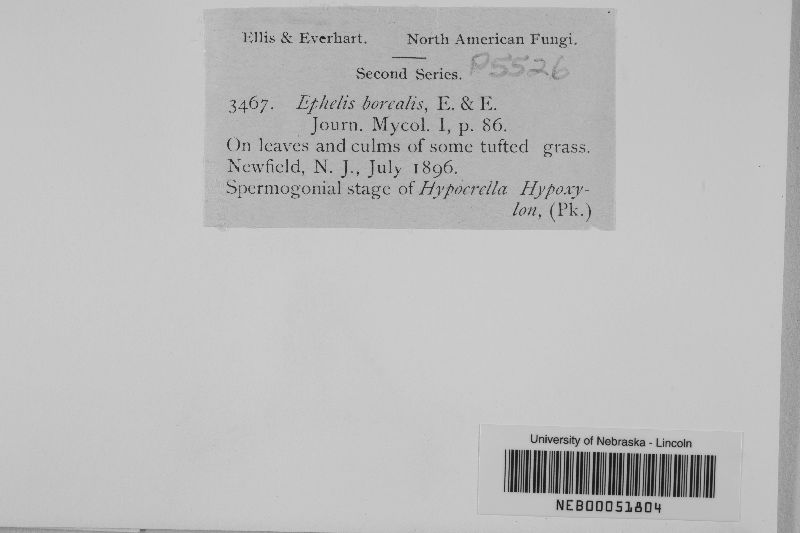 Ellis & Everhart. North American Fungi.
Second Series. P5526
3467. Ephelis borealis, E. & E.
Journ. Mycol. I, p. 86.
On leaves and culms of some tufted grass.
Newfield, N. J., July 1896.
Spermogonial stage of Hypocrella Hypoxy-
lon, (Pk.)
University of Nebraska - Lincoln
NEB00051804